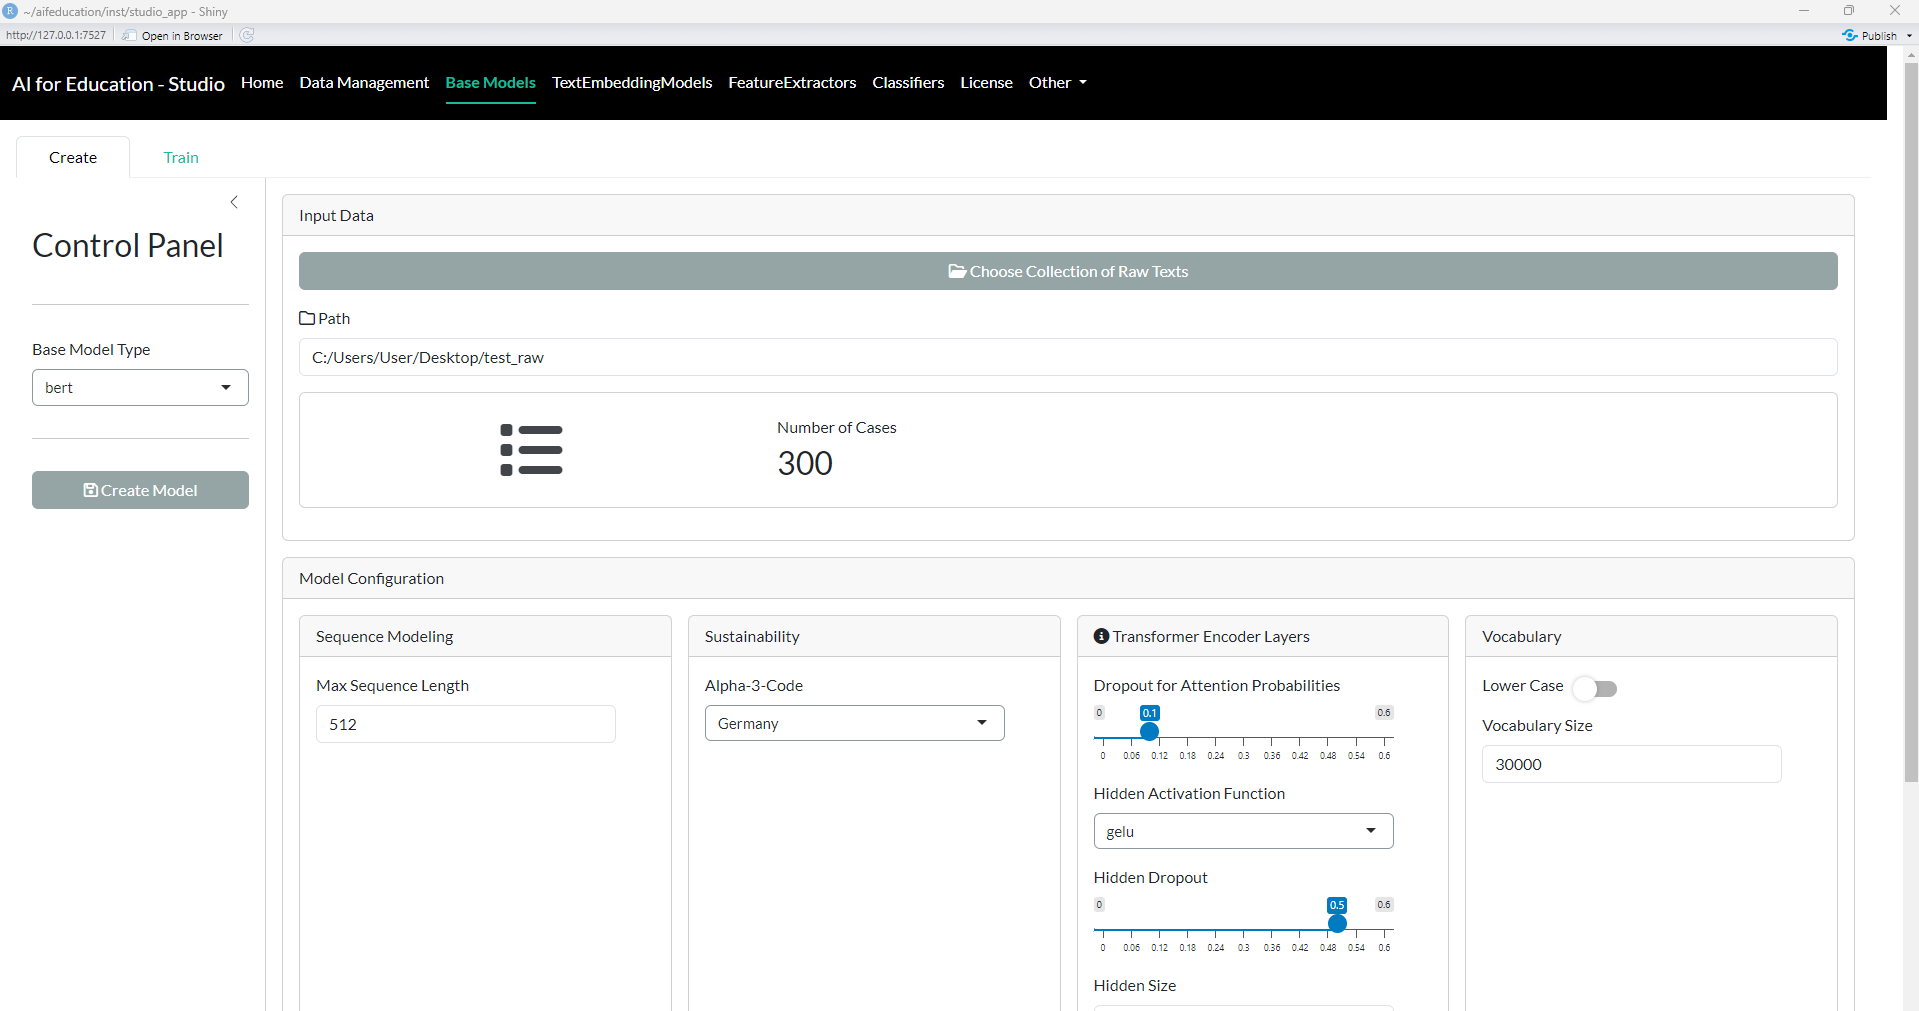 ~/aifeducation/inst/studio_app - Shiny
http://127.0.0.1:7527 Open in Browser Publish
AI for Education - Studio Home Data Management Base Models TextEmbeddingModels FeatureExtractors Classifiers License Other
Create Train
Control Panel
Base Model Type
bert
Create Model
Input Data
Choose Collection of Raw Texts
Path
C:/Users/User/Desktop/test_raw
Number of Cases
300
Model Configuration
Sequence Modeling
Max Sequence Length
512
Sustainability
Alpha-3-Code
Germany
Transformer Encoder Layers
Dropout for Attention Probabilities
0 0.1 0.6
0 0.06 0.12 0.18 0.24 0.3 0.36 0.42 0.48 0.54 0.6
Hidden Activation Function
gelu
Hidden Dropout
0 0.5 0.6
0 0.06 0.12 0.18 0.24 0.3 0.36 0.42 0.48 0.54 0.6
Hidden Size
Vocabulary
Lower Case
Vocabulary Size
30000